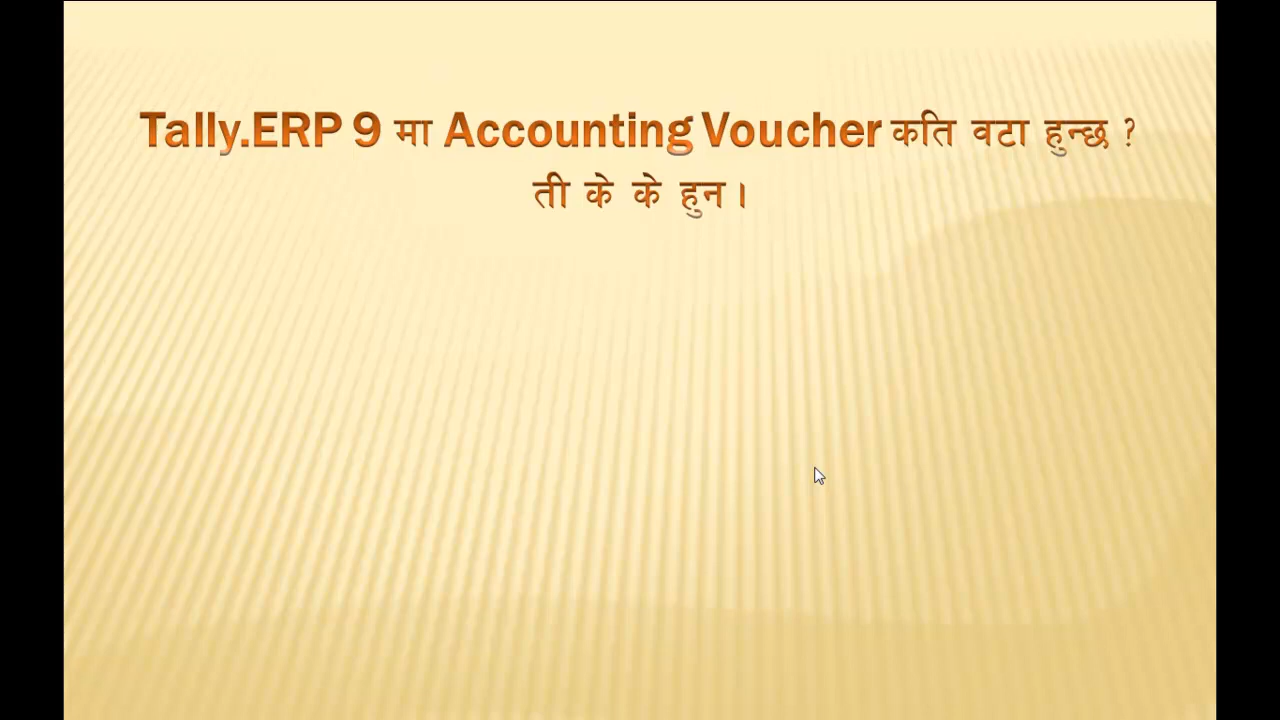 Tally.ERP 9 मा Accounting Voucher कति वटा हुन्छ ?
ती के के हुन ।